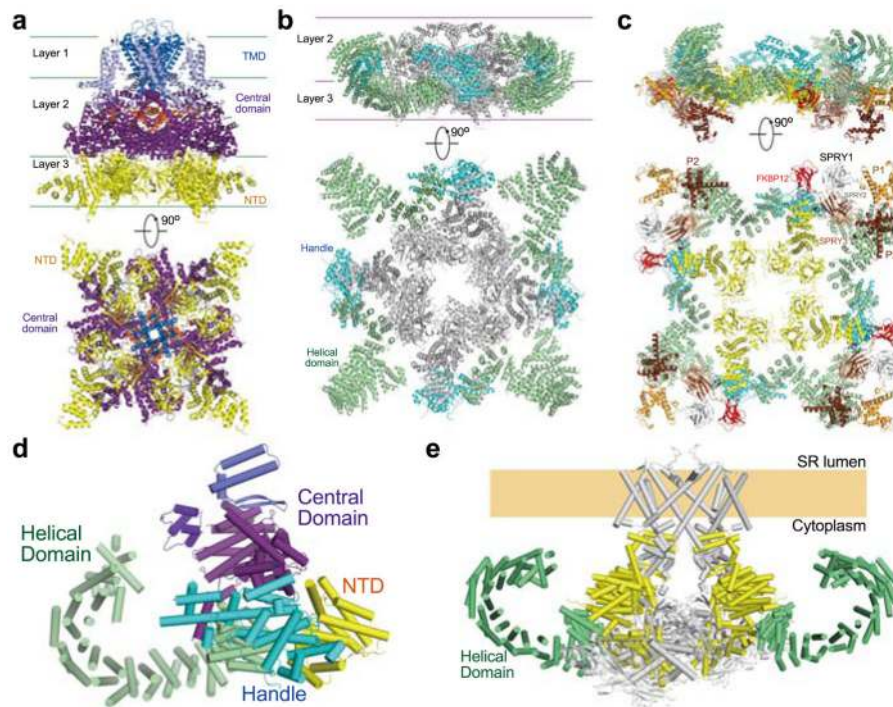 a
Layer 1
TMD
Layer 2
Central
domain
Layer 3
NTD
90°
NTD
Central
domain
b
Layer 2
Layer 3
90°
Handle
Helical
domain
c
90°
P2
SPRY1
FKBP12
P1
SPRY2
SPRY3
d
Helical
Domain
Central
Domain
NTD
Handle
e
SR lumen
Cytoplasm
Helical
Domain